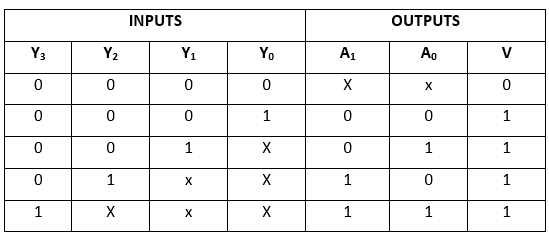 INPUTS OUTPUTS
Y₃ Y₂ Y₁ Y₀ A₁ A₀ V
0 0 0 0 X x 0
0 0 0 1 0 0 1
0 0 1 X 0 1 1
0 1 x X 1 0 1
1 X x X 1 1 1